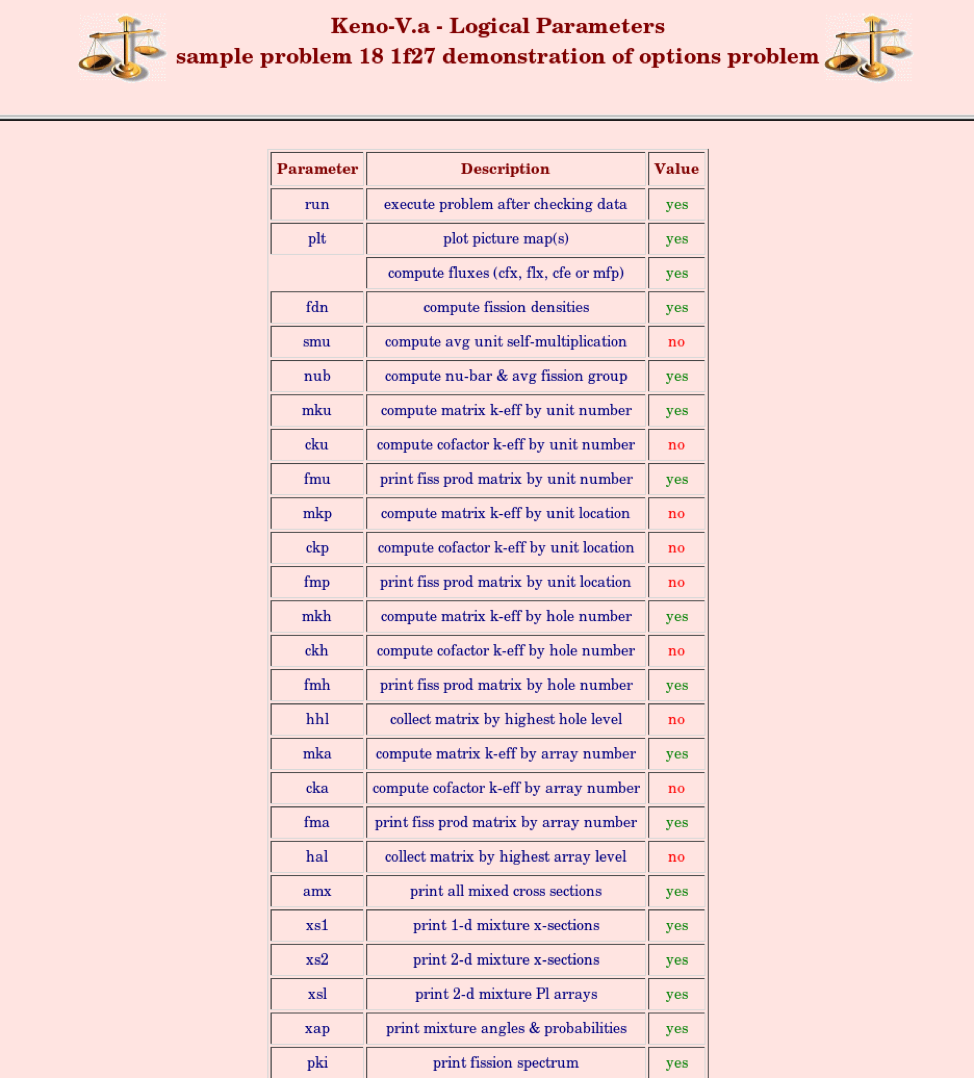 Keno-V.a - Logical Parameters
sample problem 18 1f27 demonstration of options problem
Parameter Description Value
run execute problem after checking data yes
plt plot picture map(s) yes
compute fluxes (cfx, flx, cfe or mfp) yes
fdn compute fission densities yes
smu compute avg unit self-multiplication no
nub compute nu-bar & avg fission group yes
mku compute matrix k-eff by unit number yes
cku compute cofactor k-eff by unit number no
fmu print fiss prod matrix by unit number yes
mkp compute matrix k-eff by unit location no
ckp compute cofactor k-eff by unit location no
fmp print fiss prod matrix by unit location no
mkh compute matrix k-eff by hole number yes
ckh compute cofactor k-eff by hole number no
fmh print fiss prod matrix by hole number yes
hhl collect matrix by highest hole level no
mka compute matrix k-eff by array number yes
cka compute cofactor k-eff by array number no
fma print fiss prod matrix by array number yes
hal collect matrix by highest array level no
amx print all mixed cross sections yes
xs1 print 1-d mixture x-sections yes
xs2 print 2-d mixture x-sections yes
xsl print 2-d mixture Pl arrays yes
xap print mixture angles & probabilities yes
pki print fission spectrum yes